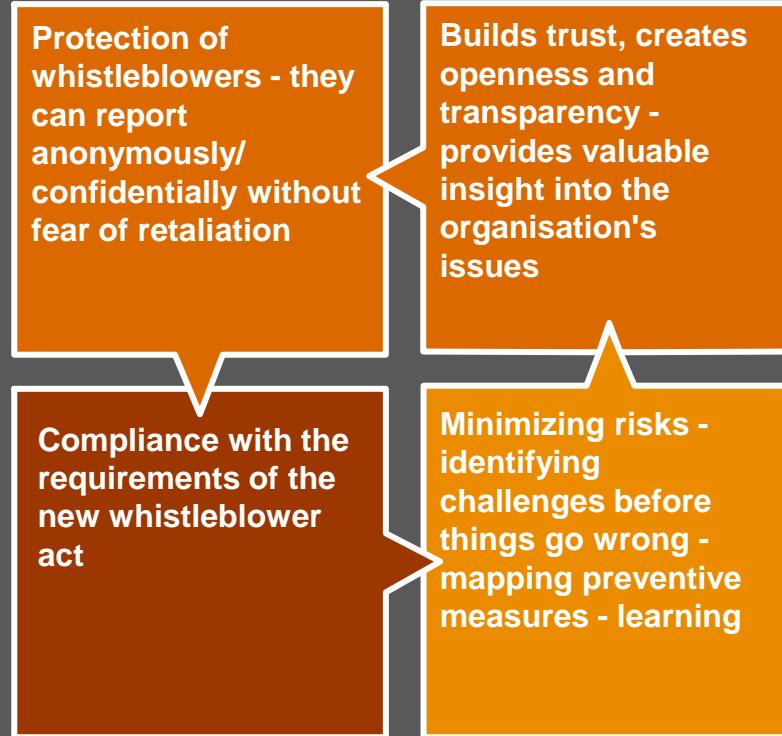 Protection of
whistleblowers - they
can report
anonymously/
confidentially without
fear of retaliation
Builds trust, creates
openness and
transparency -
provides valuable
insight into the
organisation's
issues
Compliance with the
requirements of the
new whistleblower
act
Minimizing risks -
identifying
challenges before
things go wrong -
mapping preventive
measures - learning